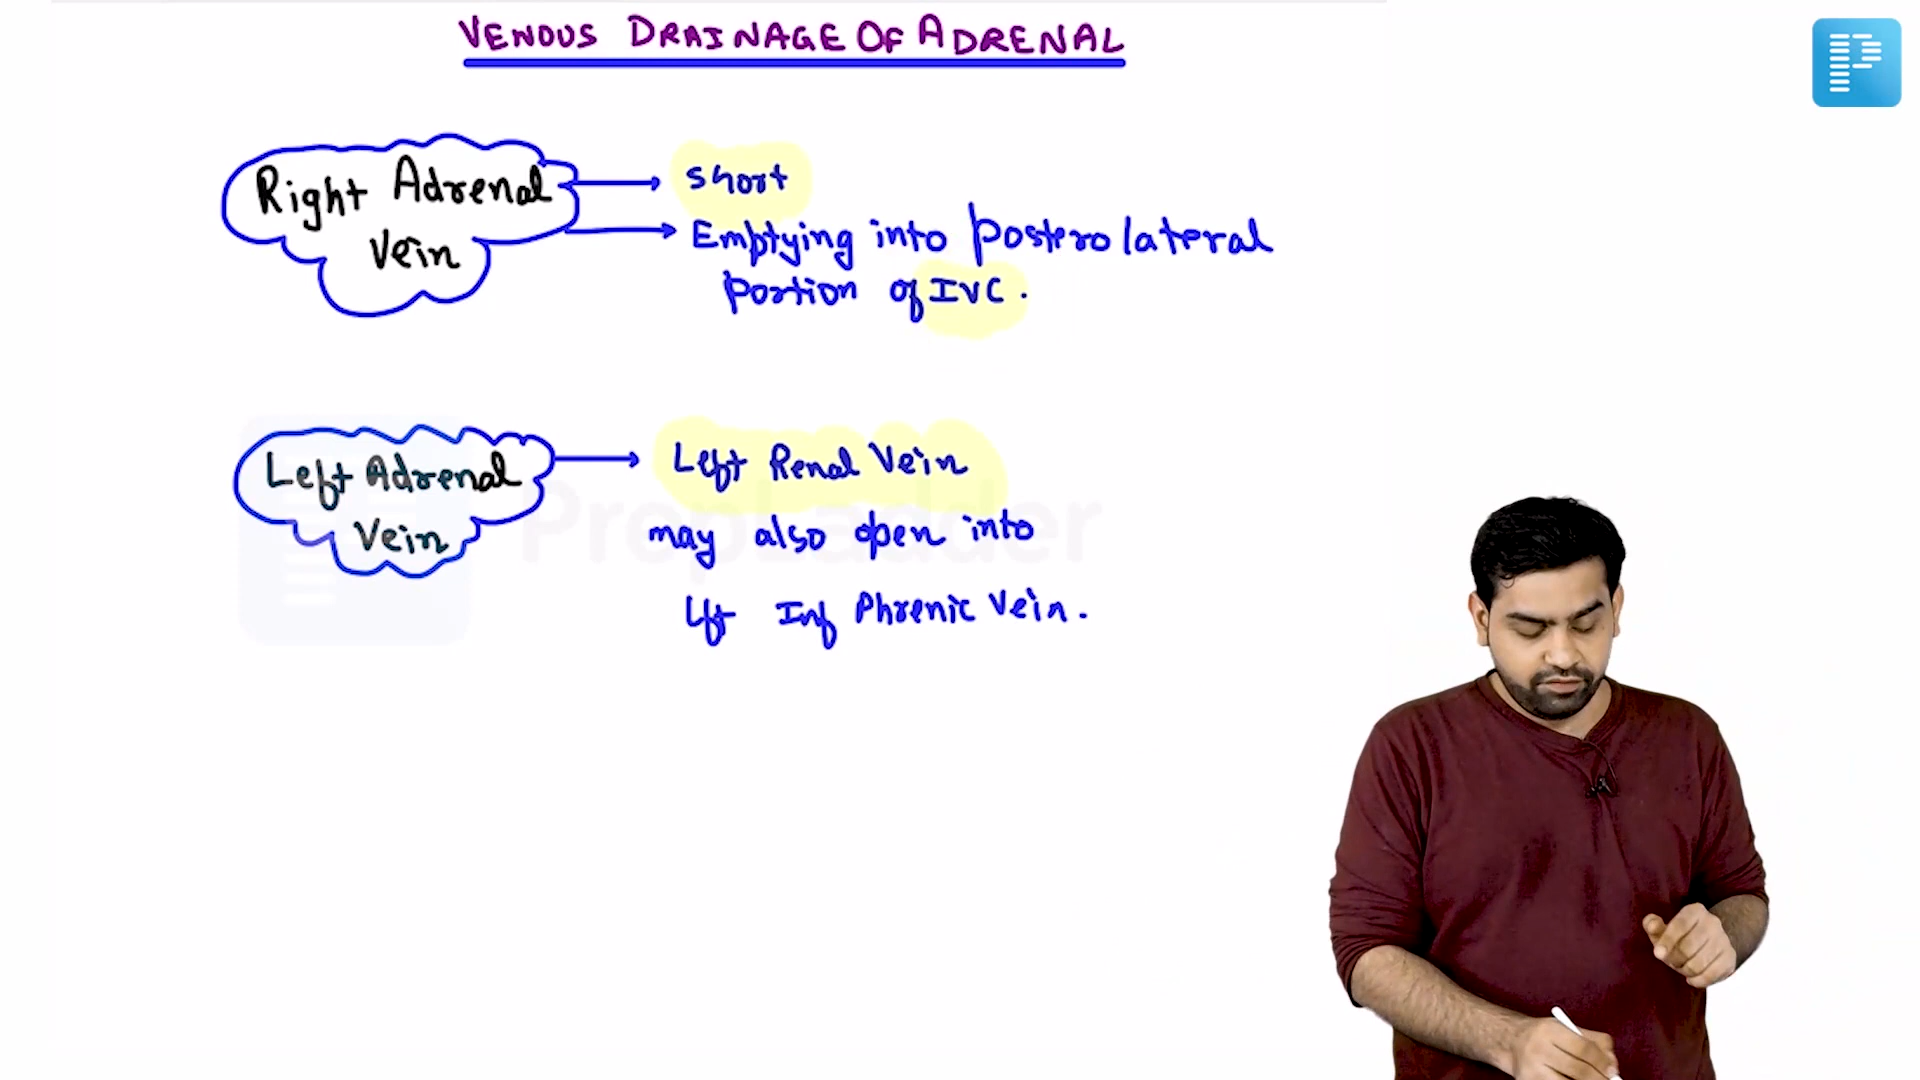 VENOUS DRAINAGE OF ADRENAL
Right Adrenal
Vein
short
Emptying into posterolateral
portion of IVC.
Left Adrenal
Vein
Left Renal Vein
may also open into
Lft Inf Phrenic Vein.
PrepLadder